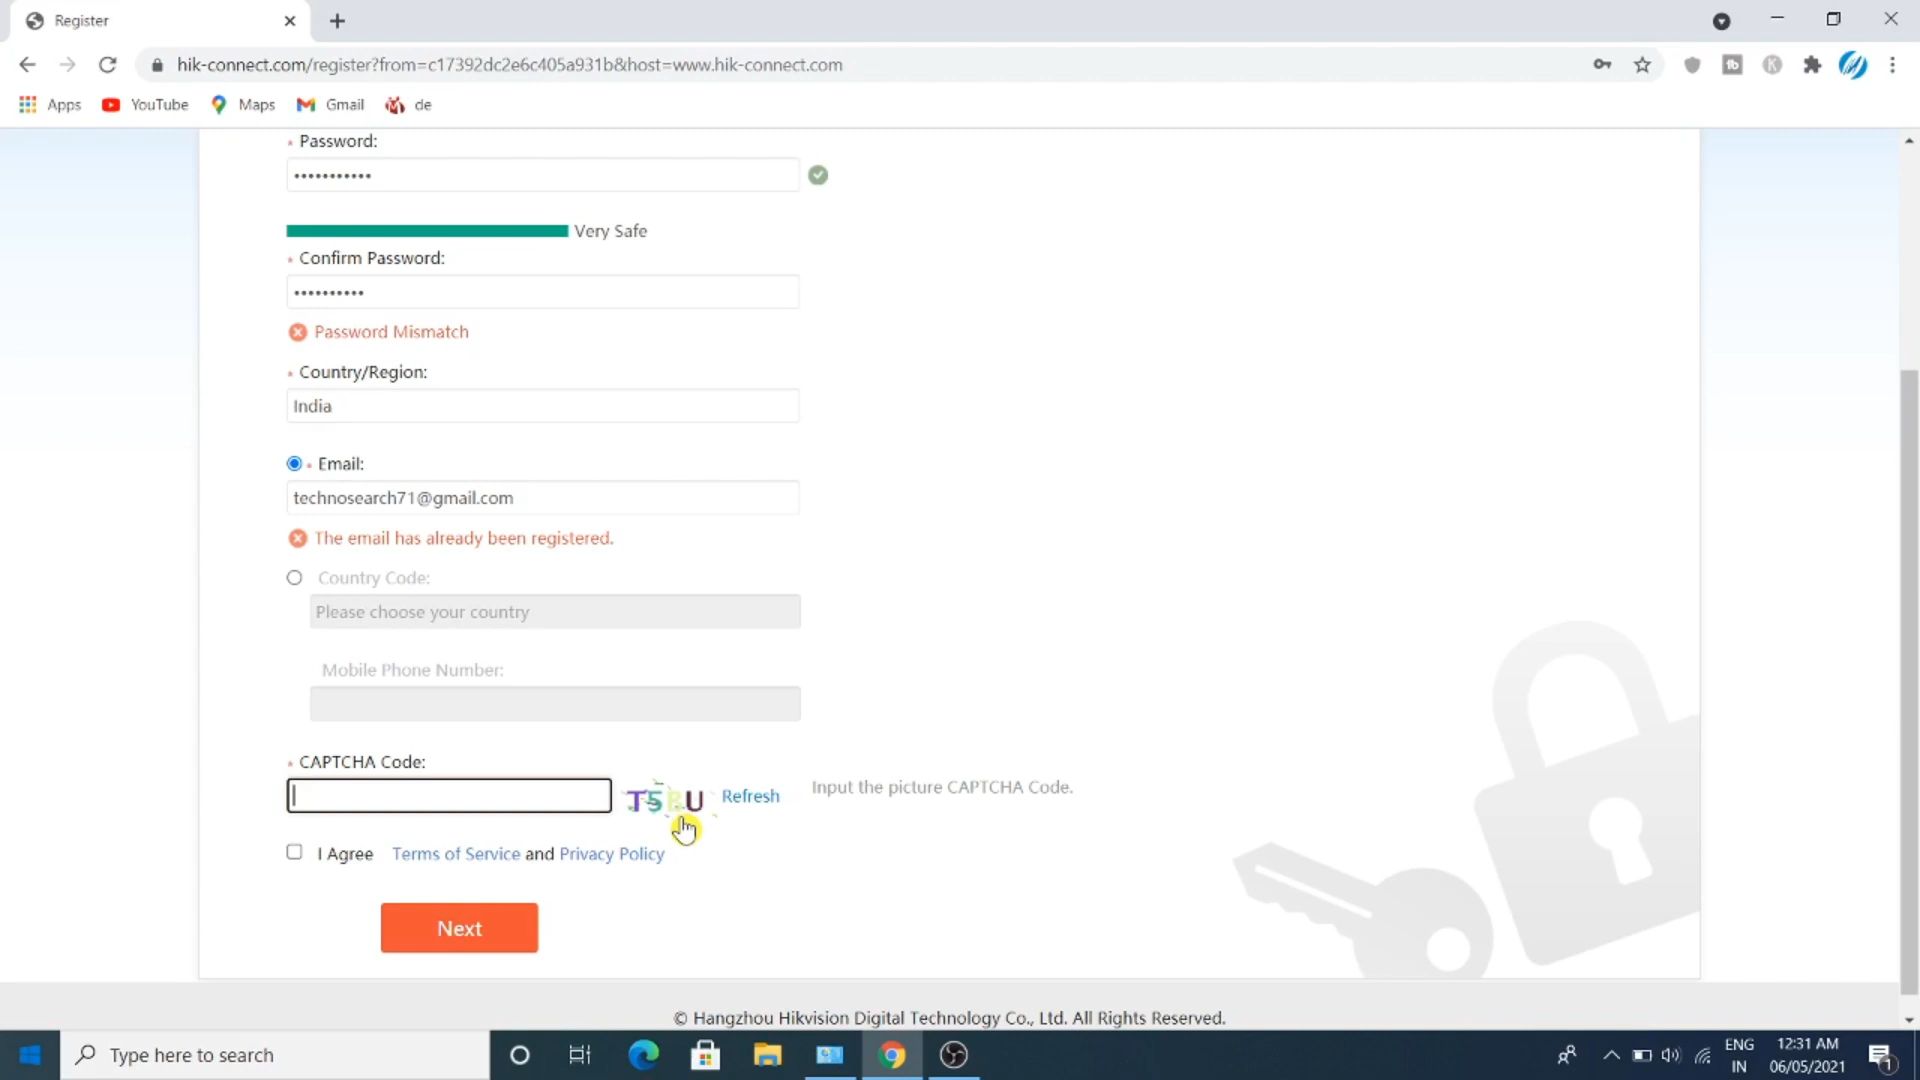 Register
hik-connect.com/register?from=c17392dc2e6c405a931b&host=www.hik-connect.com
Apps YouTube Maps Gmail de
* Password:
•••••••••••
Very Safe
* Confirm Password:
••••••••••
Password Mismatch
* Country/Region:
India
* Email:
technosearch71@gmail.com
The email has already been registered.
Country Code:
Please choose your country
Mobile Phone Number:
* CAPTCHA Code:
Refresh
Input the picture CAPTCHA Code.
I Agree Terms of Service and Privacy Policy
Next
© Hangzhou Hikvision Digital Technology Co., Ltd. All Rights Reserved.
Type here to search
ENG
IN
12:31 AM
06/05/2021
1